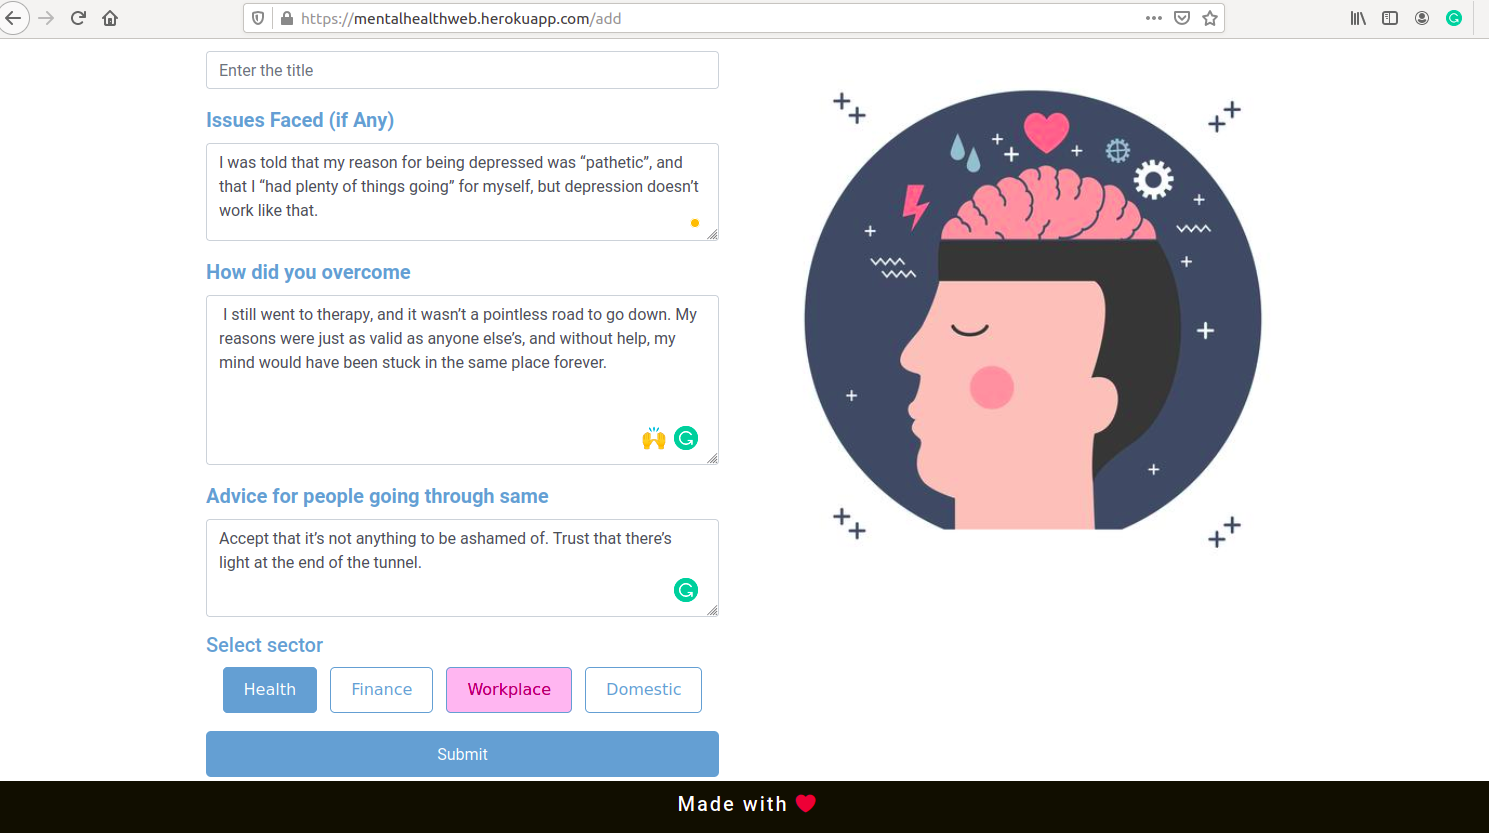 https://mentalhealthweb.herokuapp.com/add
Enter the title
Issues Faced (if Any)
I was told that my reason for being depressed was “pathetic”, and
that I “had plenty of things going” for myself, but depression doesn’t
work like that.
How did you overcome
I still went to therapy, and it wasn’t a pointless road to go down. My
reasons were just as valid as anyone else’s, and without help, my
mind would have been stuck in the same place forever.
Advice for people going through same
Accept that it’s not anything to be ashamed of. Trust that there’s
light at the end of the tunnel.
Select sector
Health Finance Workplace Domestic
Submit
Made with ❤